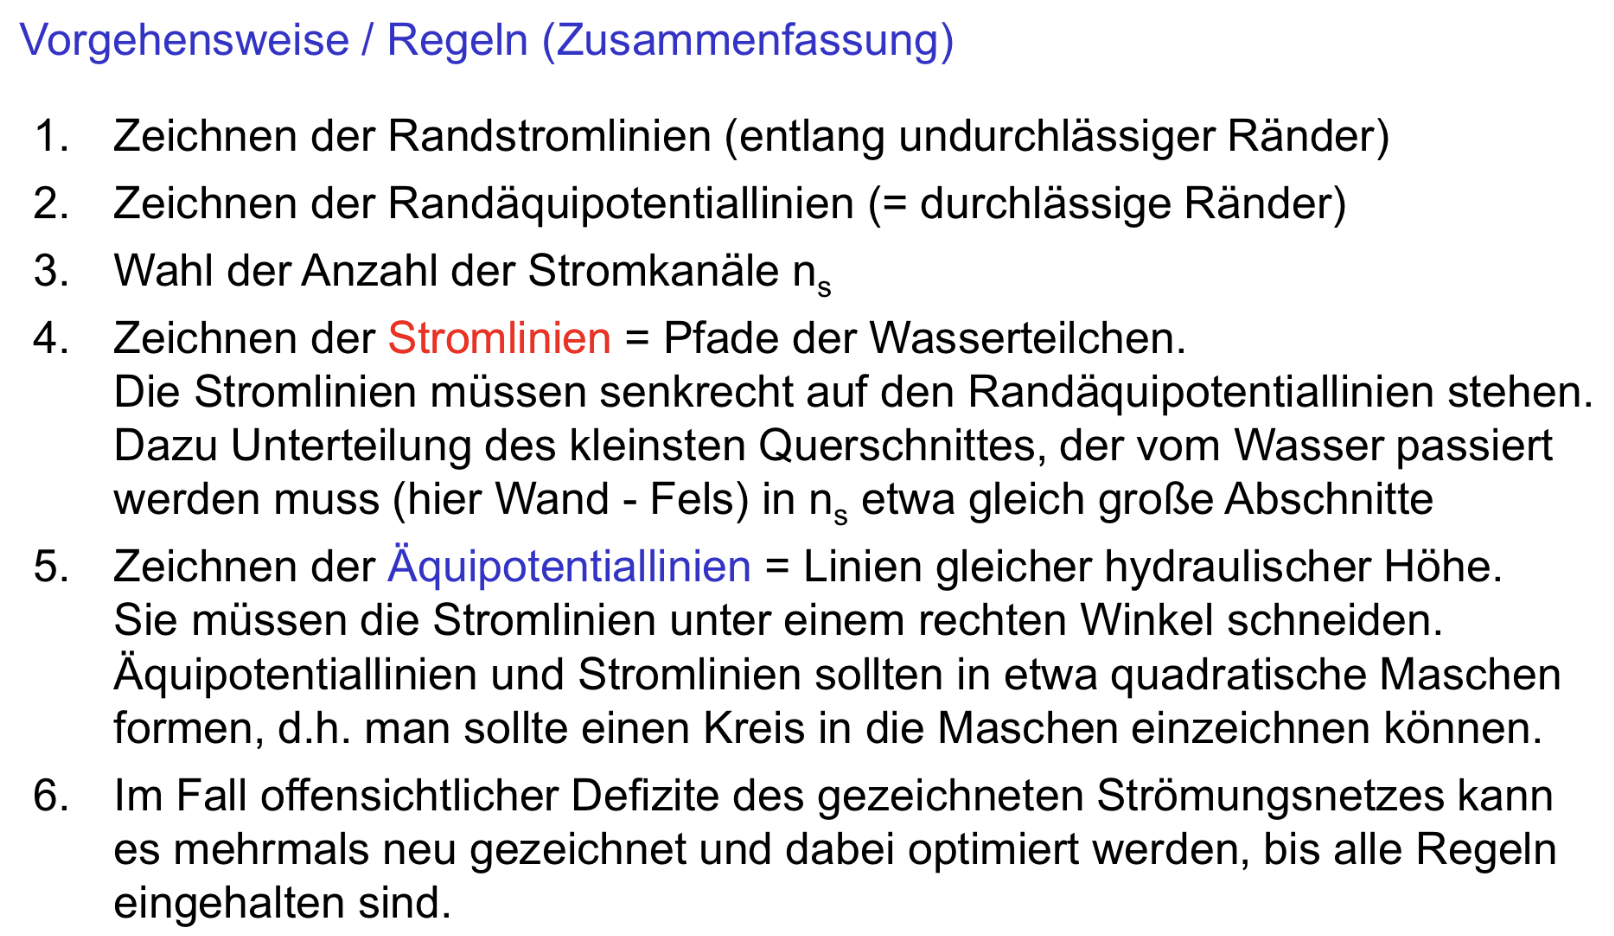 Vorgehensweise / Regeln (Zusammenfassung)
1. Zeichnen der Randstromlinien (entlang undurchlässiger Ränder)
2. Zeichnen der Randäquipotentiallinien (= durchlässige Ränder)
3. Wahl der Anzahl der Stromkanäle nₛ
4. Zeichnen der Stromlinien = Pfade der Wasserteilchen.
Die Stromlinien müssen senkrecht auf den Randäquipotentiallinien stehen.
Dazu Unterteilung des kleinsten Querschnittes, der vom Wasser passiert
werden muss (hier Wand - Fels) in nₛ etwa gleich große Abschnitte
5. Zeichnen der Äquipotentiallinien = Linien gleicher hydraulischer Höhe.
Sie müssen die Stromlinien unter einem rechten Winkel schneiden.
Äquipotentiallinien und Stromlinien sollten in etwa quadratische Maschen
formen, d.h. man sollte einen Kreis in die Maschen einzeichnen können.
6. Im Fall offensichtlicher Defizite des gezeichneten Strömungsnetzes kann
es mehrmals neu gezeichnet und dabei optimiert werden, bis alle Regeln
eingehalten sind.